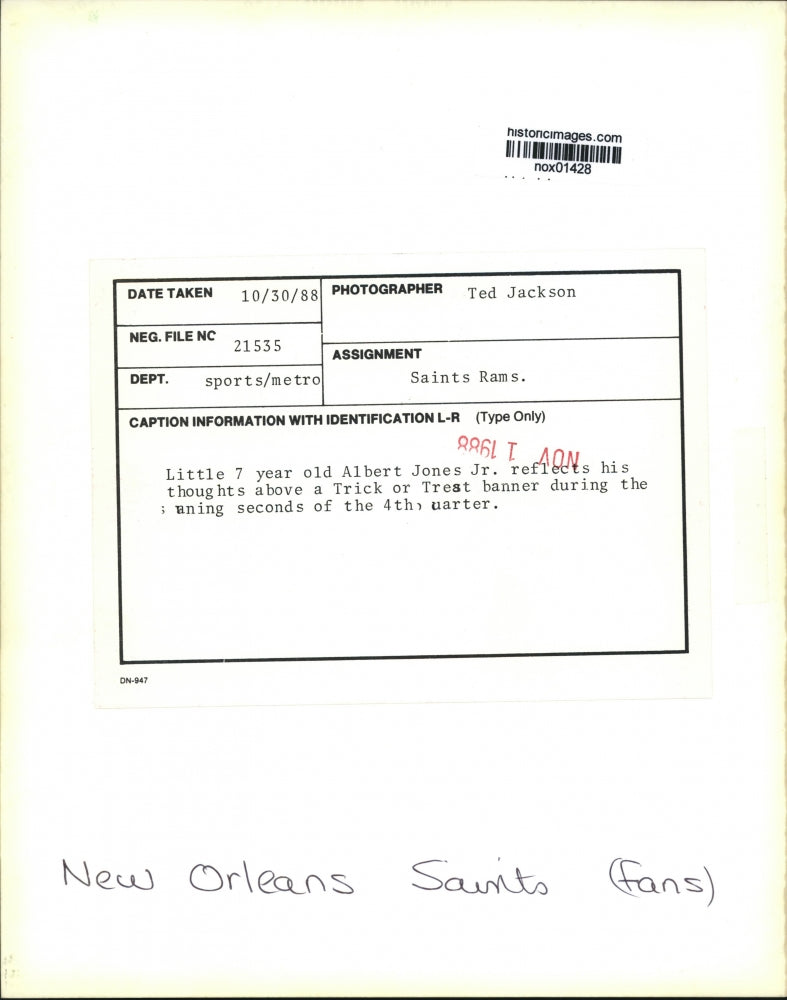 historicimages.com
nox01428
DATE TAKEN 10/30/88
PHOTOGRAPHER Ted Jackson
NEG. FILE NO 21535
ASSIGNMENT
DEPT. sports/metro
Saints Rams.
CAPTION INFORMATION WITH IDENTIFICATION L-R (Type Only)
NOV 1 1988
Little 7 year old Albert Jones Jr. reflects his
thoughts above a Trick or Treat banner during the
seconds of the 4th
DN-947
New Orleans Saints (fans)